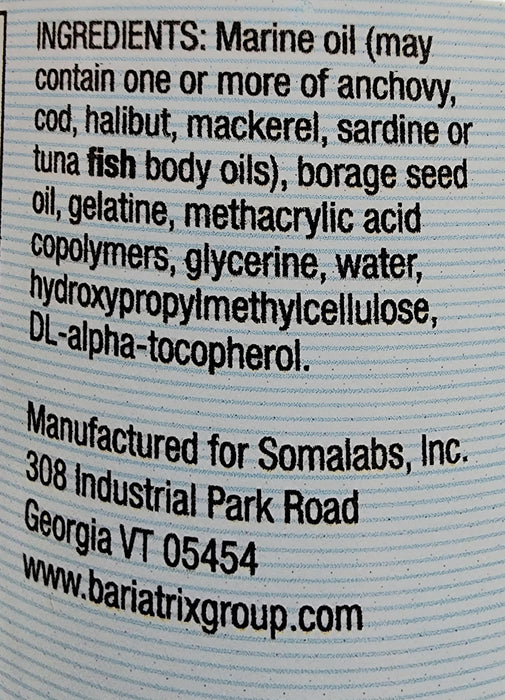 INGREDIENTS: Marine oil (may
contain one or more of anchovy,
cod, halibut, mackerel, sardine or
tuna fish body oils), borage seed
oil, gelatine, methacrylic acid
copolymers, glycerine, water,
hydroxypropylmethylcellulose,
DL-alpha-tocopherol.
Manufactured for Somalabs, Inc.
308 Industrial Park Road
Georgia VT 05454
www.bariatrixgroup.com